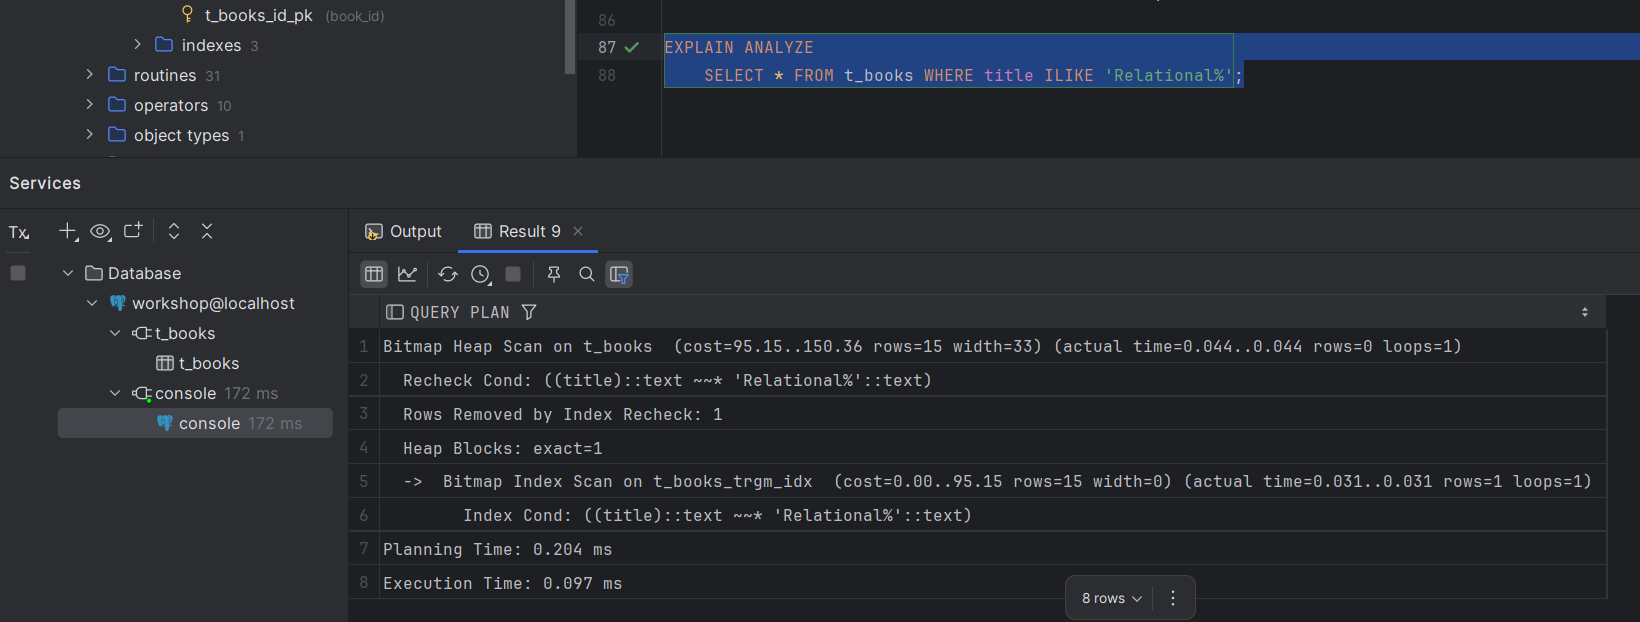 t_books_id_pk (book_id)
indexes 3
routines 31
operators 10
object types 1
86
87 EXPLAIN ANALYZE
88 SELECT * FROM t_books WHERE title ILIKE 'Relational%';
Services
Tx
Database
workshop@localhost
t_books
t_books
console 172 ms
console 172 ms
Output Result 9
QUERY PLAN
1 Bitmap Heap Scan on t_books (cost=95.15..150.36 rows=15 width=33) (actual time=0.044..0.044 rows=0 loops=1)
2 Recheck Cond: ((title)::text ~~* 'Relational%'::text)
3 Rows Removed by Index Recheck: 1
4 Heap Blocks: exact=1
5 -> Bitmap Index Scan on t_books_trgm_idx (cost=0.00..95.15 rows=15 width=0) (actual time=0.031..0.031 rows=1 loops=1)
6 Index Cond: ((title)::text ~~* 'Relational%'::text)
7 Planning Time: 0.204 ms
8 Execution Time: 0.097 ms
8 rows